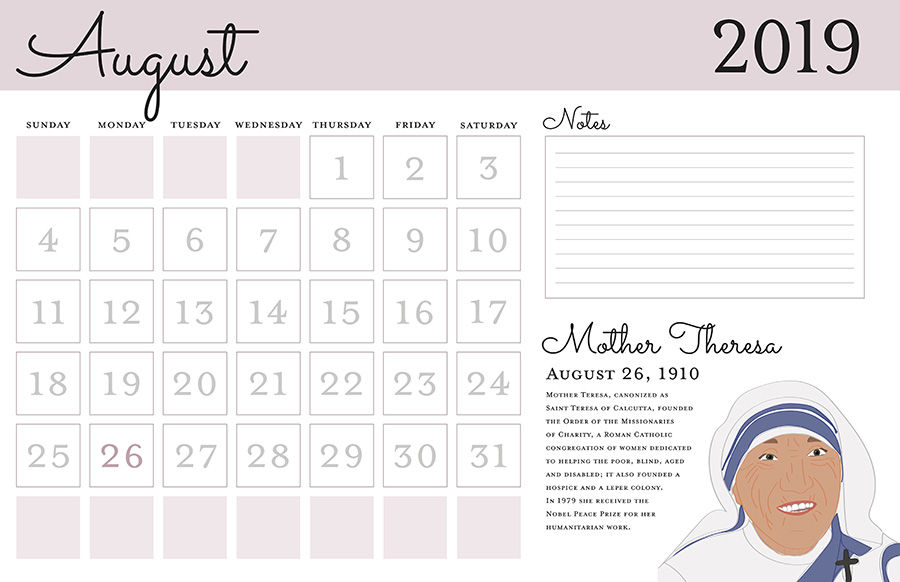 August 2019
SUNDAY MONDAY TUESDAY WEDNESDAY THURSDAY FRIDAY SATURDAY
1 2 3
4 5 6 7 8 9 10
11 12 13 14 15 16 17
18 19 20 21 22 23 24
25 26 27 28 29 30 31
Notes
Mother Theresa
August 26, 1910
Mother Teresa, canonized as
Saint Teresa of Calcutta, founded
the Order of the Missionaries
of Charity, a Roman Catholic
congregation of women dedicated
to helping the poor, blind, aged
and disabled; it also founded a
hospice and a leper colony.
In 1979 she received the
Nobel Peace Prize for her
humanitarian work.